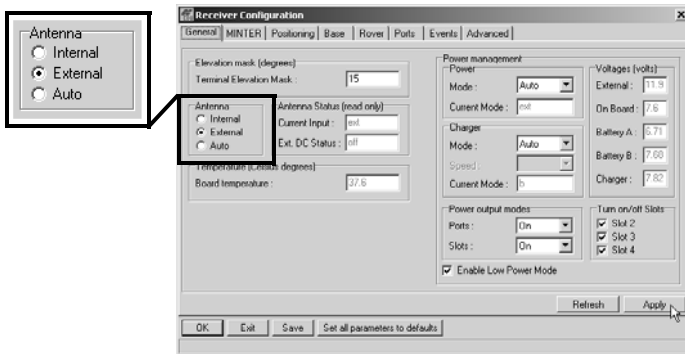 Antenna
Internal
External
Auto
Receiver Configuration
General MINTER Positioning Base Rover Ports Events Advanced
Elevation mask (degrees)
Terminal Elevation Mask : 15
Antenna
Internal
External
Auto
Antenna Status (read only)
Current Input : ext
Ext. DC Status : off
Temperature (Celsius degrees)
Board temperature : 37.6
Power management
Power
Mode : Auto
Current Mode : ext
Charger
Mode : Auto
Speed :
Current Mode : b
Power output modes
Ports : On
Slots : On
Enable Low Power Mode
Voltages (volts)
External : 11.9
On Board : 7.6
Battery A : 6.71
Battery B : 7.68
Charger : 7.82
Turn on/off Slots
Slot 2
Slot 3
Slot 4
Refresh Apply
OK Exit Save Set all parameters to defaults